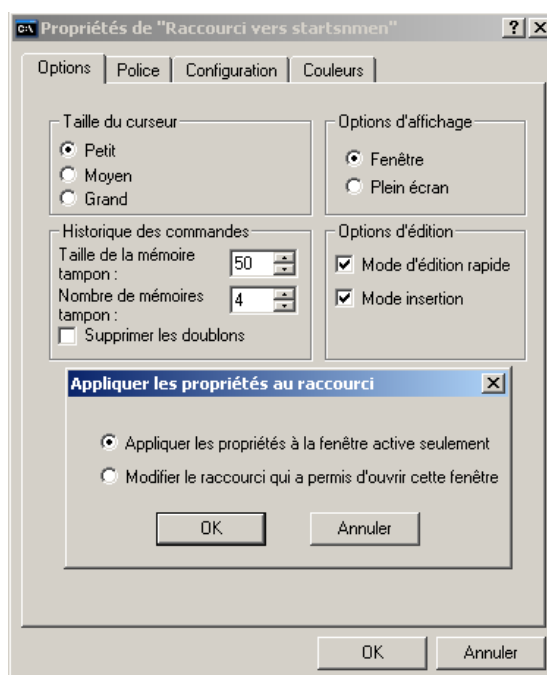 Propriétés de "Raccourci vers startsnmen"
Options Police Configuration Couleurs
Taille du curseur
Petit
Moyen
Grand
Options d'affichage
Fenêtre
Plein écran
Historique des commandes
Taille de la mémoire
tampon :
50
Nombre de mémoires
tampon :
4
Supprimer les doublons
Options d'édition
Mode d'édition rapide
Mode insertion
Appliquer les propriétés au raccourci
Appliquer les propriétés à la fenêtre active seulement
Modifier le raccourci qui a permis d'ouvrir cette fenêtre
OK Annuler
OK Annuler